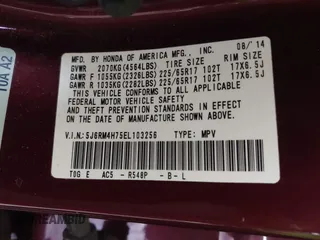 MFD. BY HONDA OF AMERICA MFG., INC. 08/14
GVWR 2070KG(4564LBS) TIRE SIZE RIM SIZE
GAWR F 1055KG(2326LBS) 225/65R17 102T 17X6.5J
GAWR R 1035KG(2282LBS) 225/65R17 102T 17X6.5J
THIS VEHICLE CONFORMS TO ALL APPLICABLE
FEDERAL MOTOR VEHICLE SAFETY AND
THEFT PREVENTION STANDARDS IN EFFECT ON
THE DATE OF MANUFACTURE SHOWN ABOVE.
V.I.N.: 5J6RM4H75EL103256 TYPE: MPV
T0G E AC5 - R548P -B-L
10A A2